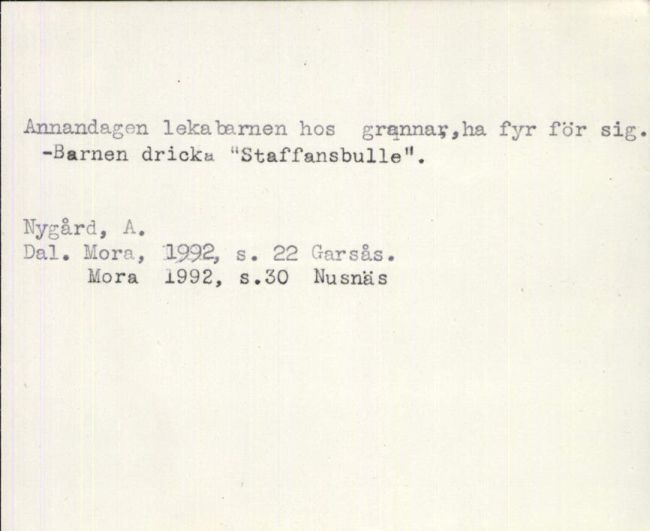 Annandagen leka barnen hos grannar, ha fyr för sig.
-Barnen dricka "Staffansbulle".
Nygård, A.
Dal. Mora, 1992, s. 22 Garsås.
Mora 1992, s.30 Nusnäs